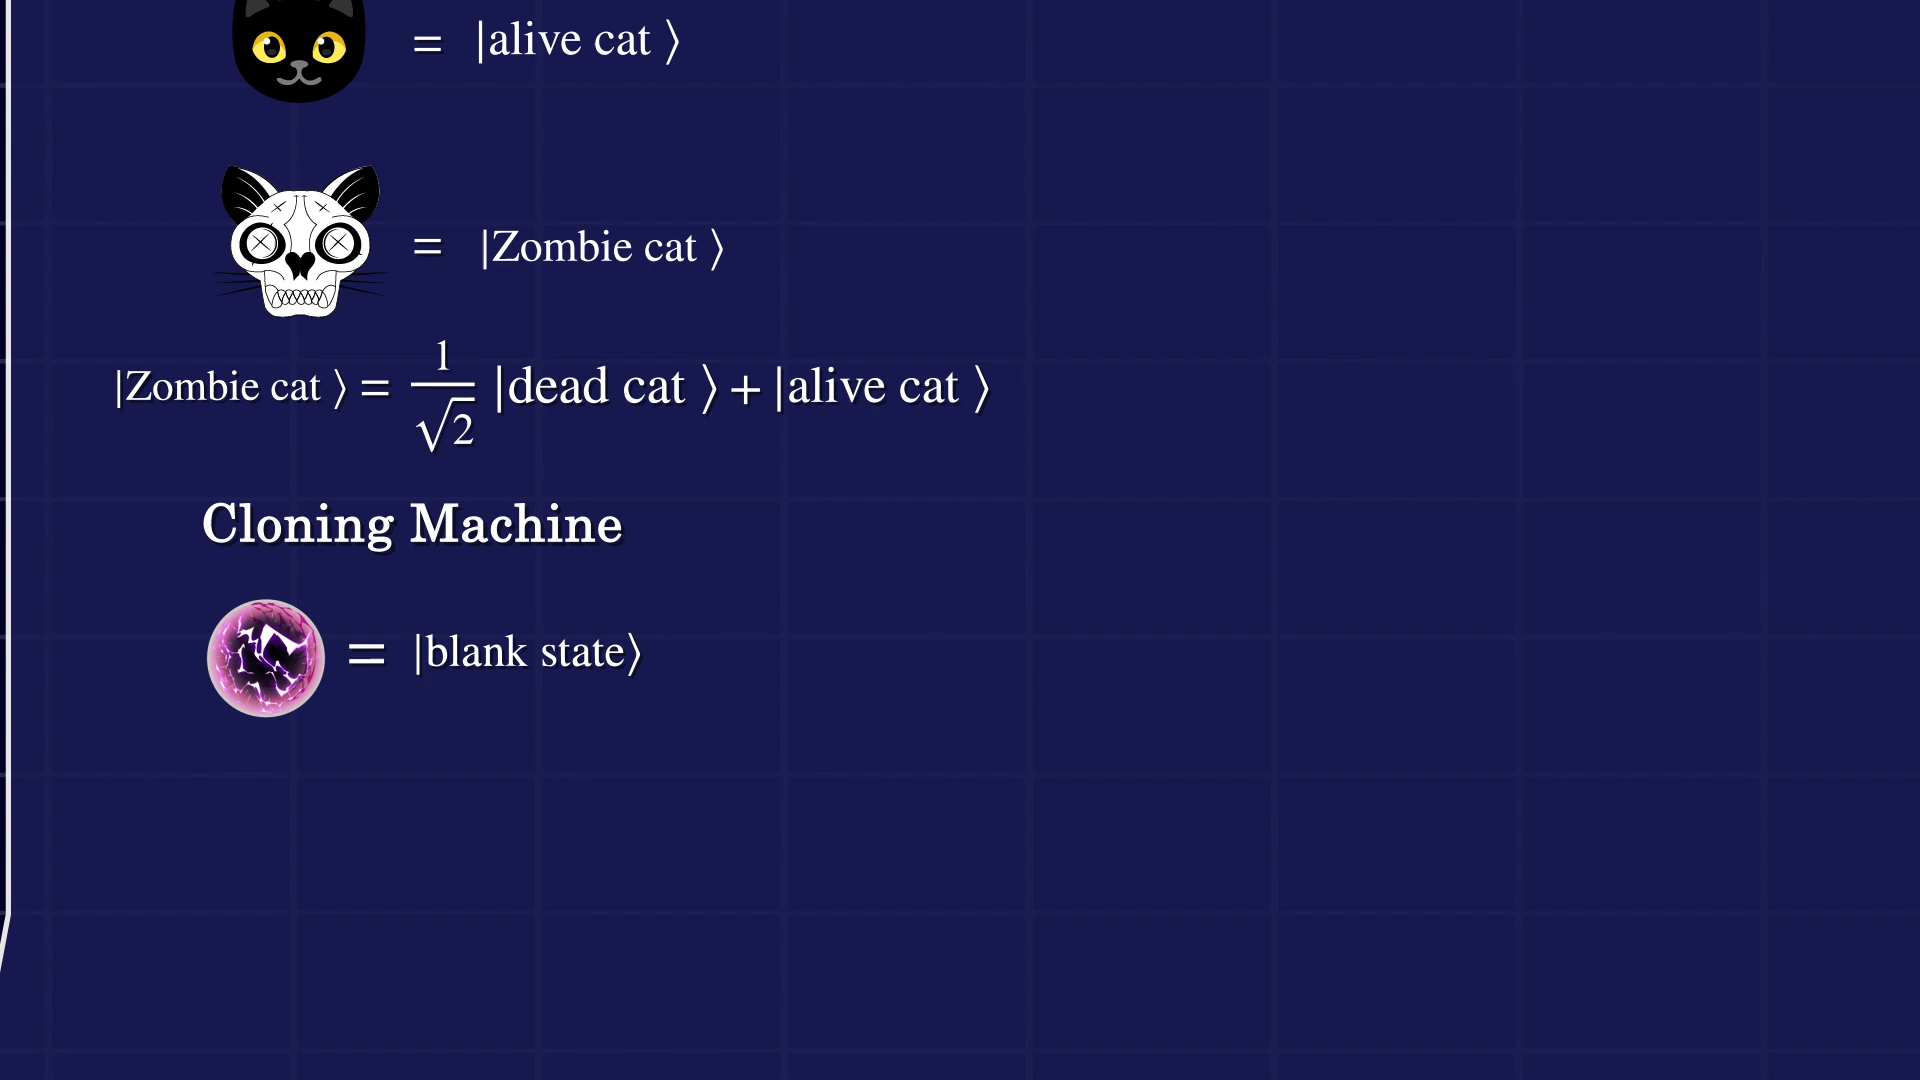 = |alive cat ⟩
= |Zombie cat ⟩
|Zombie cat ⟩ = 1/√2 |dead cat ⟩ + |alive cat ⟩
Cloning Machine
= |blank state⟩